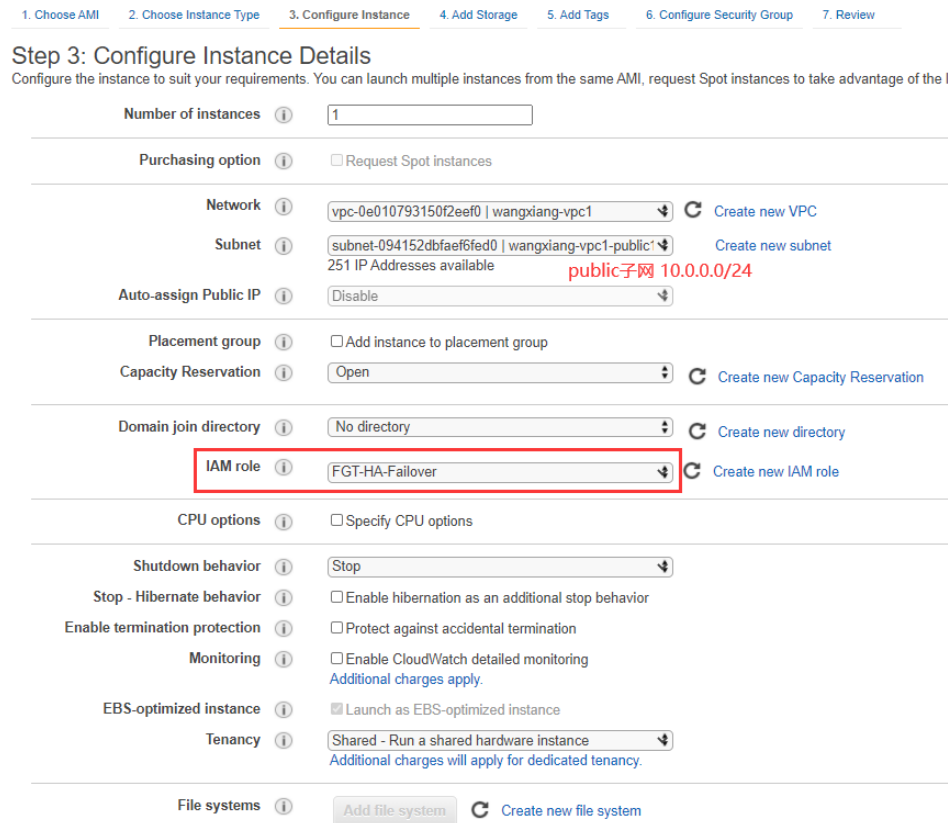 1. Choose AMI 2. Choose Instance Type 3. Configure Instance 4. Add Storage 5. Add Tags 6. Configure Security Group 7. Review
Step 3: Configure Instance Details
Configure the instance to suit your requirements. You can launch multiple instances from the same AMI, request Spot instances to take advantage of the
Number of instances 1
Purchasing option Request Spot instances
Network vpc-0e010793150f2eef0 | wangxiang-vpc1 Create new VPC
Subnet subnet-094152dbfaef6fed0 | wangxiang-vpc1-public1 Create new subnet
251 IP Addresses available
public子网 10.0.0.0/24
Auto-assign Public IP Disable
Placement group Add instance to placement group
Capacity Reservation Open Create new Capacity Reservation
Domain join directory No directory Create new directory
IAM role FGT-HA-Failover Create new IAM role
CPU options Specify CPU options
Shutdown behavior Stop
Stop - Hibernate behavior Enable hibernation as an additional stop behavior
Enable termination protection Protect against accidental termination
Monitoring Enable CloudWatch detailed monitoring
Additional charges apply.
EBS-optimized instance Launch as EBS-optimized instance
Tenancy Shared - Run a shared hardware instance
Additional charges will apply for dedicated tenancy.
File systems Add file system Create new file system